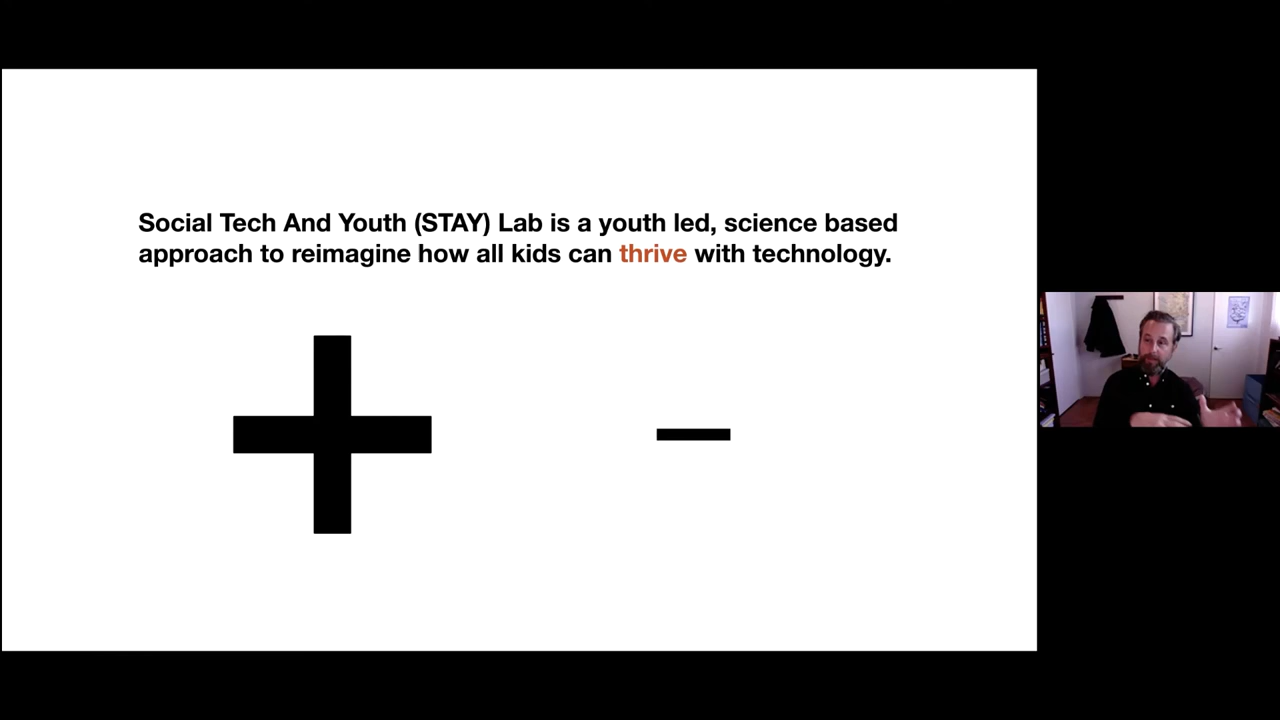 Social Tech And Youth (STAY) Lab is a youth led, science based
approach to reimagine how all kids can thrive with technology.